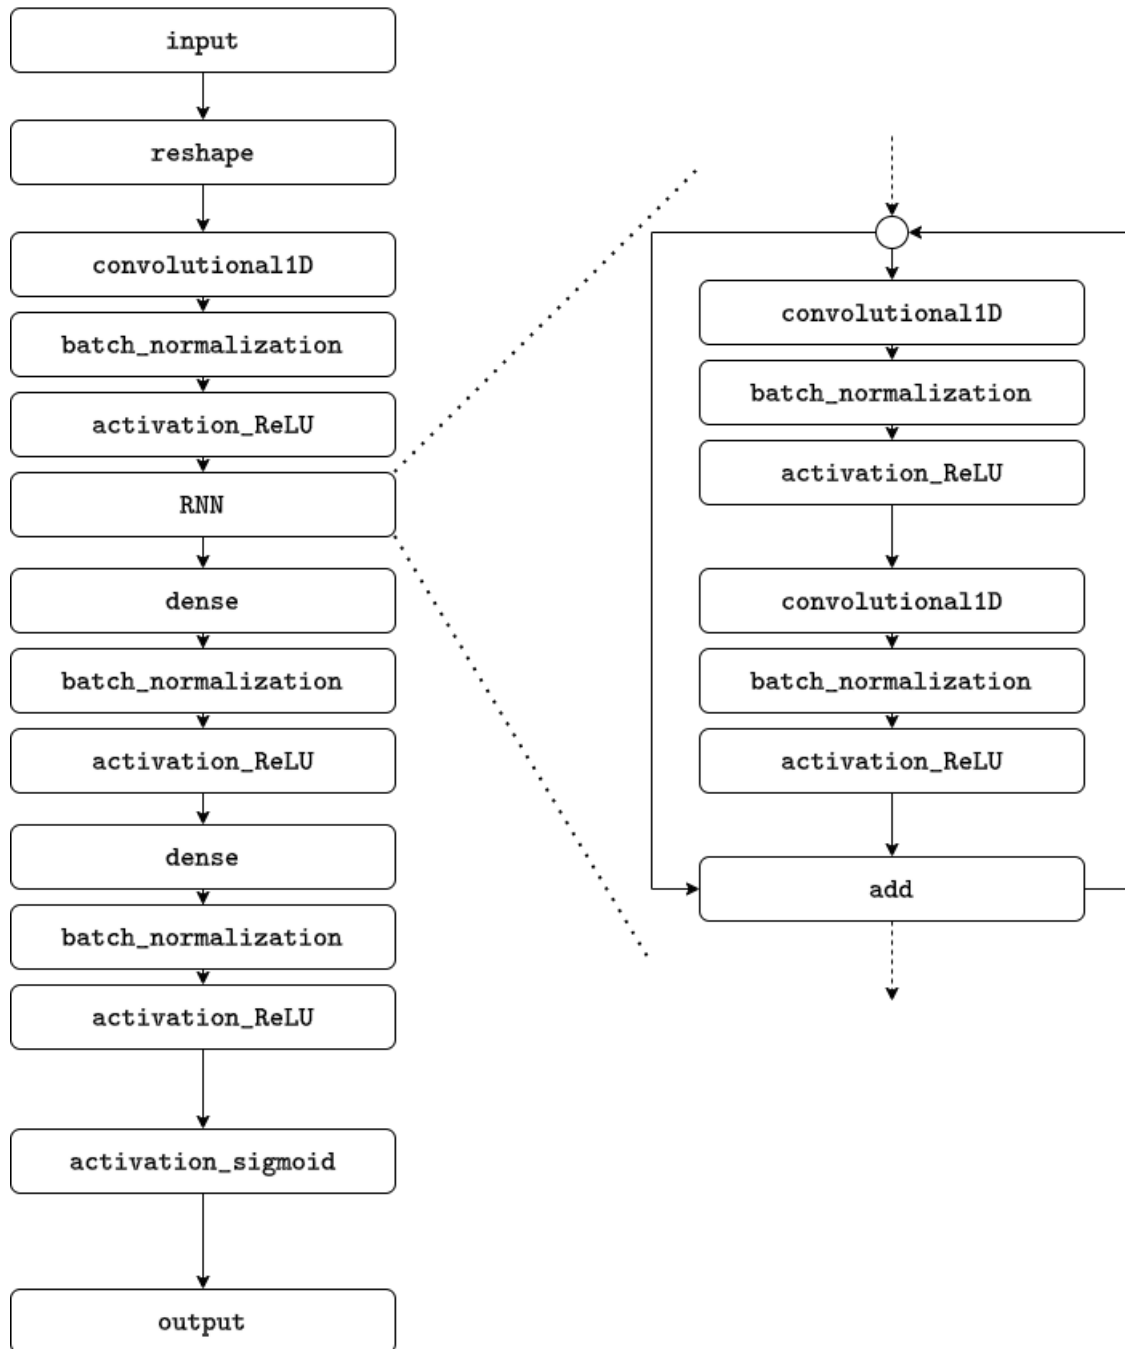 input
reshape
convolutional1D
batch_normalization
activation_ReLU
RNN
dense
batch_normalization
activation_ReLU
dense
batch_normalization
activation_ReLU
activation_sigmoid
output
convolutional1D
batch_normalization
activation_ReLU
convolutional1D
batch_normalization
activation_ReLU
add